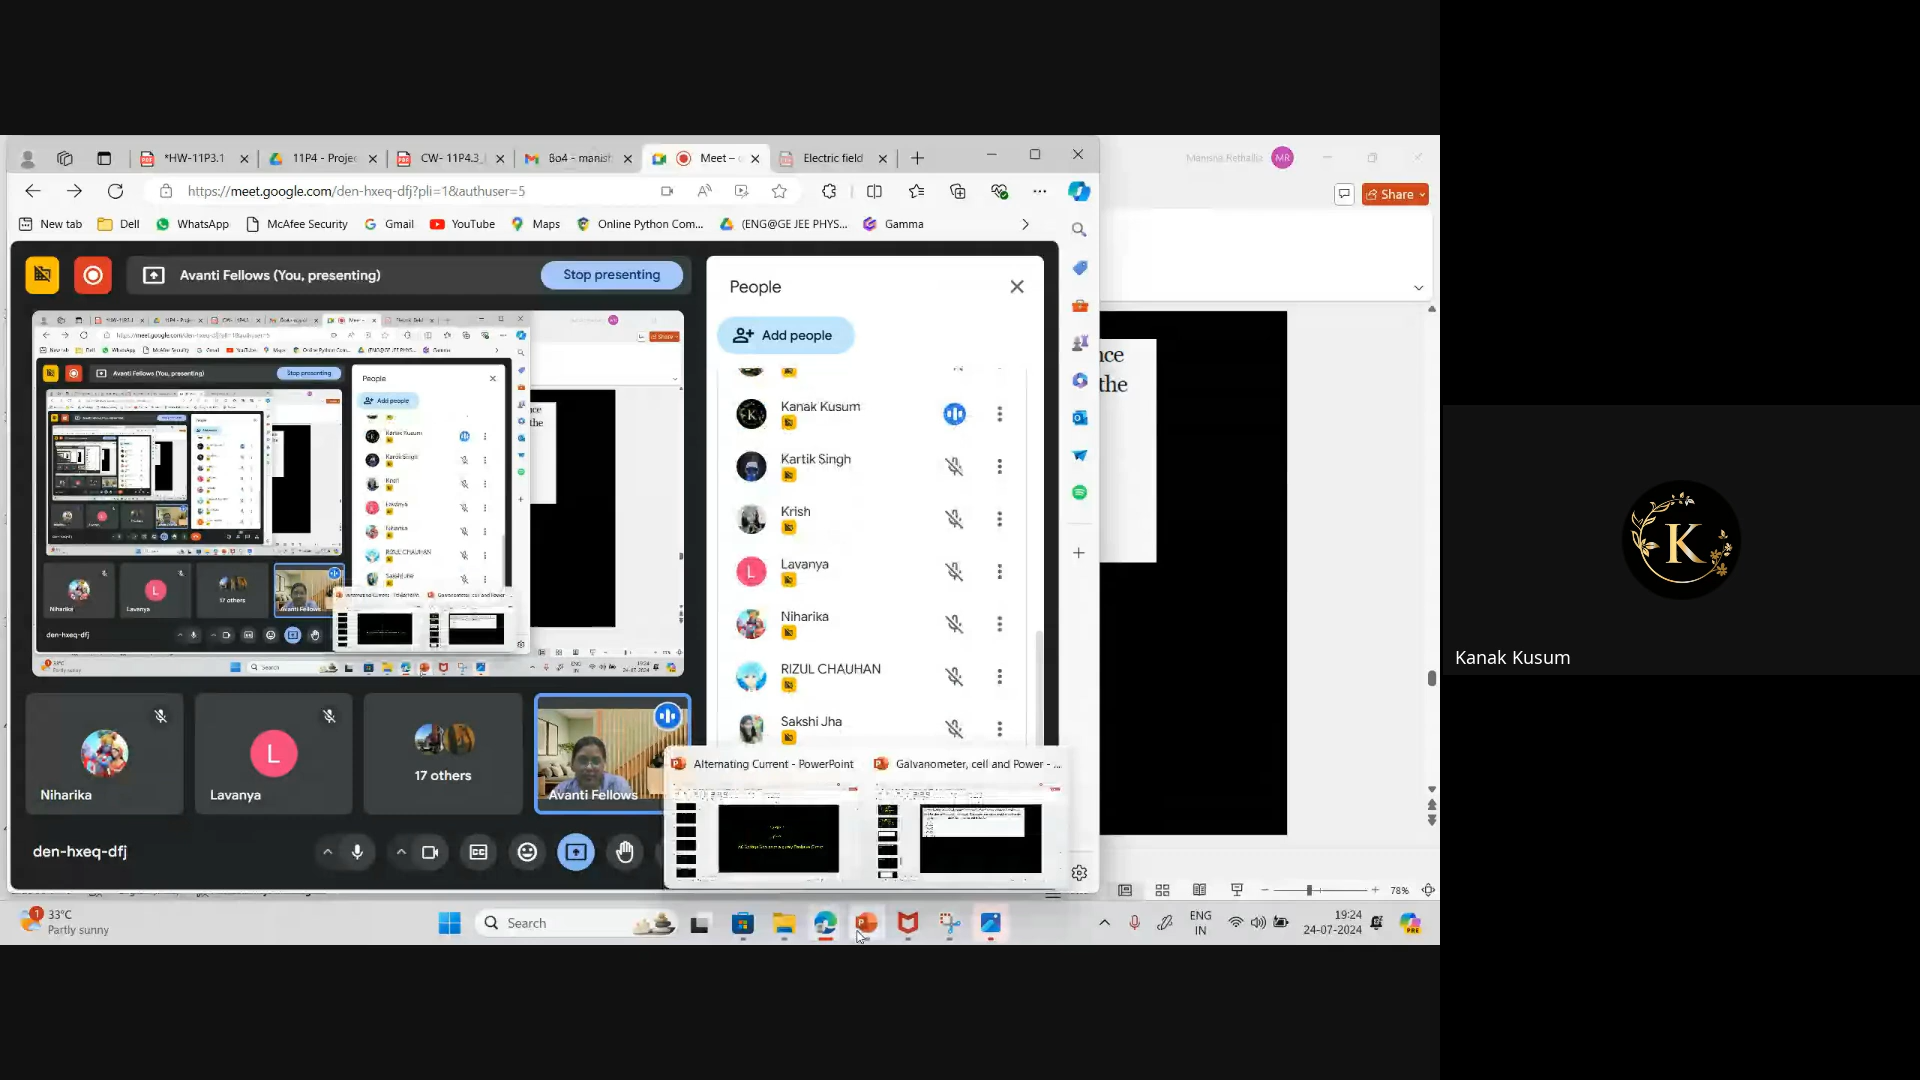 *HW-11P3.1
11P4 - Projec
CW- 11P4.3_
Bo4 - manish
Meet –
Electric field
https://meet.google.com/den-hxeq-dfj?pli=1&authuser=5
New tab
Dell
WhatsApp
McAfee Security
Gmail
YouTube
Maps
Online Python Com...
(ENG@GE JEE PHYS...
Gamma
MR
Share
Avanti Fellows (You, presenting)
Stop presenting
People
Add people
the
Kanak Kusum
Kartik Singh
Krish
Lavanya
Niharika
RIZUL CHAUHAN
Sakshi Jha
Niharika
L
Lavanya
17 others
Avanti Fellows
Alternating Current - PowerPoint
Galvanometer, cell and Power - ...
den-hxeq-dfj
78%
1
33°C
Partly sunny
Search
ENG
IN
19:24
24-07-2024
K
Kanak Kusum